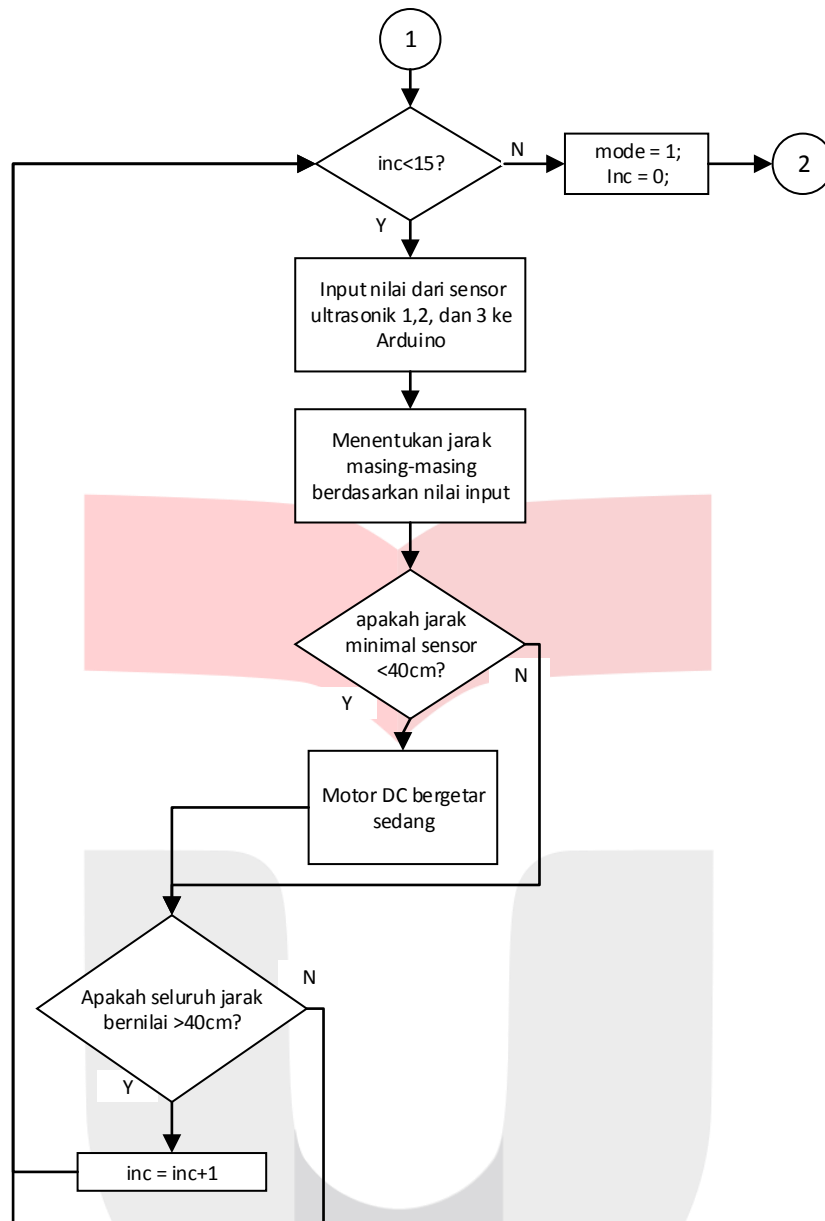 1
inc<15?
N
mode = 1;
Inc = 0;
2
Y
Input nilai dari sensor
ultrasonik 1,2, dan 3 ke
Arduino
Menentukan jarak
masing-masing
berdasarkan nilai input
apakah jarak
minimal sensor
<40cm?
N
Y
Motor DC bergetar
sedang
Apakah seluruh jarak
bernilai >40cm?
N
Y
inc = inc+1